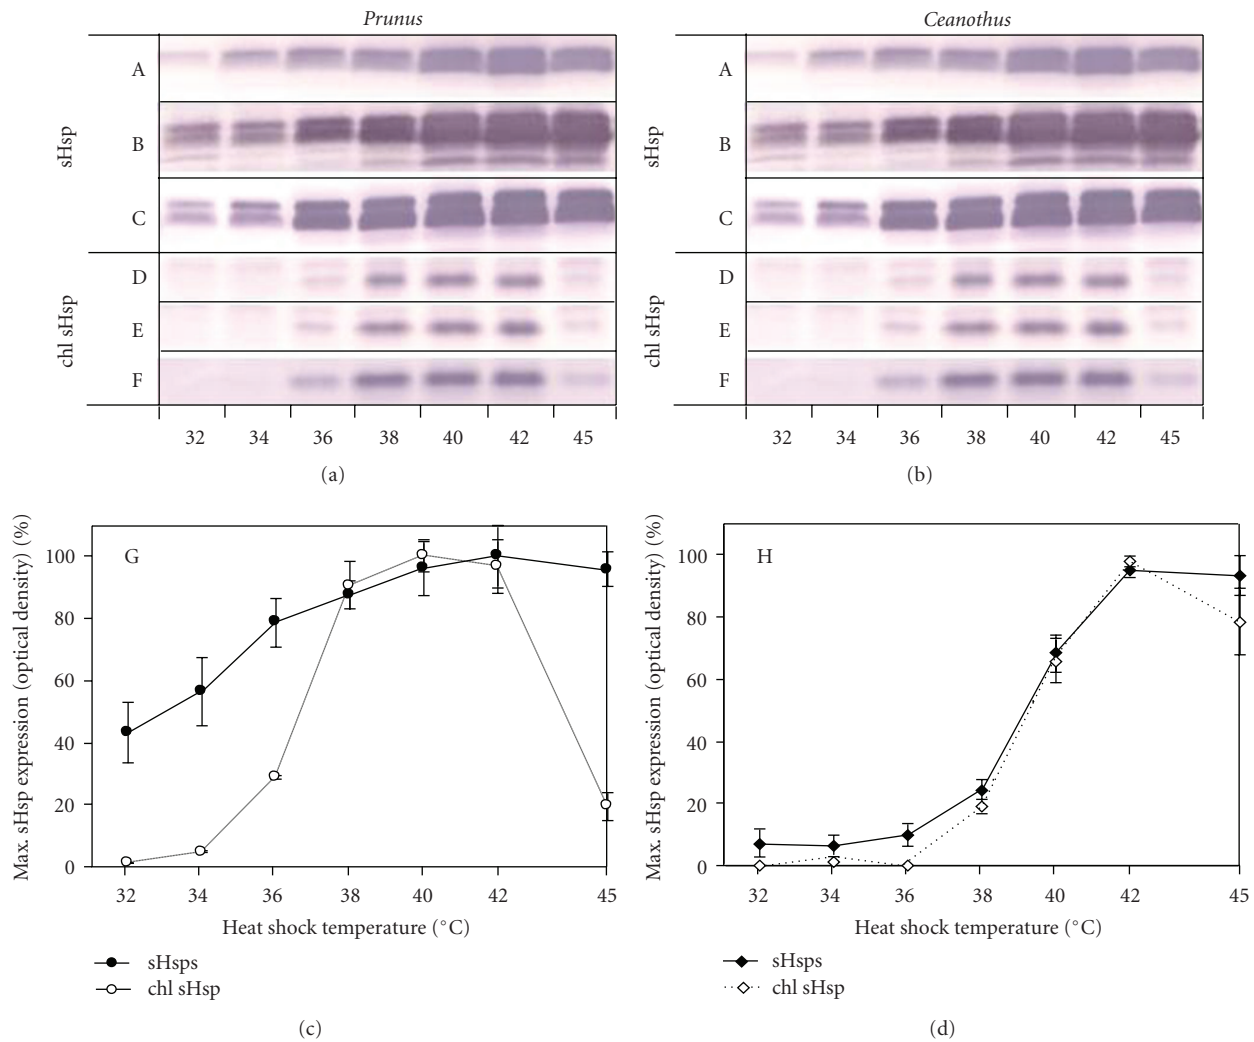 Prunus
sHsp
chl sHsp
A
B
C
D
E
F
32 34 36 38 40 42 45
(a)
Ceanothus
sHsp
chl sHsp
A
B
C
D
E
F
32 34 36 38 40 42 45
(b)
Max. sHsp expression (optical density) (%)
G
100
80
60
40
20
0
32 34 36 38 40 42 45
Heat shock temperature (°C)
sHsps
chl sHsp
(c)
Max. sHsp expression (optical density) (%)
H
100
80
60
40
20
0
32 34 36 38 40 42 45
Heat shock temperature (°C)
sHsps
chl sHsp
(d)